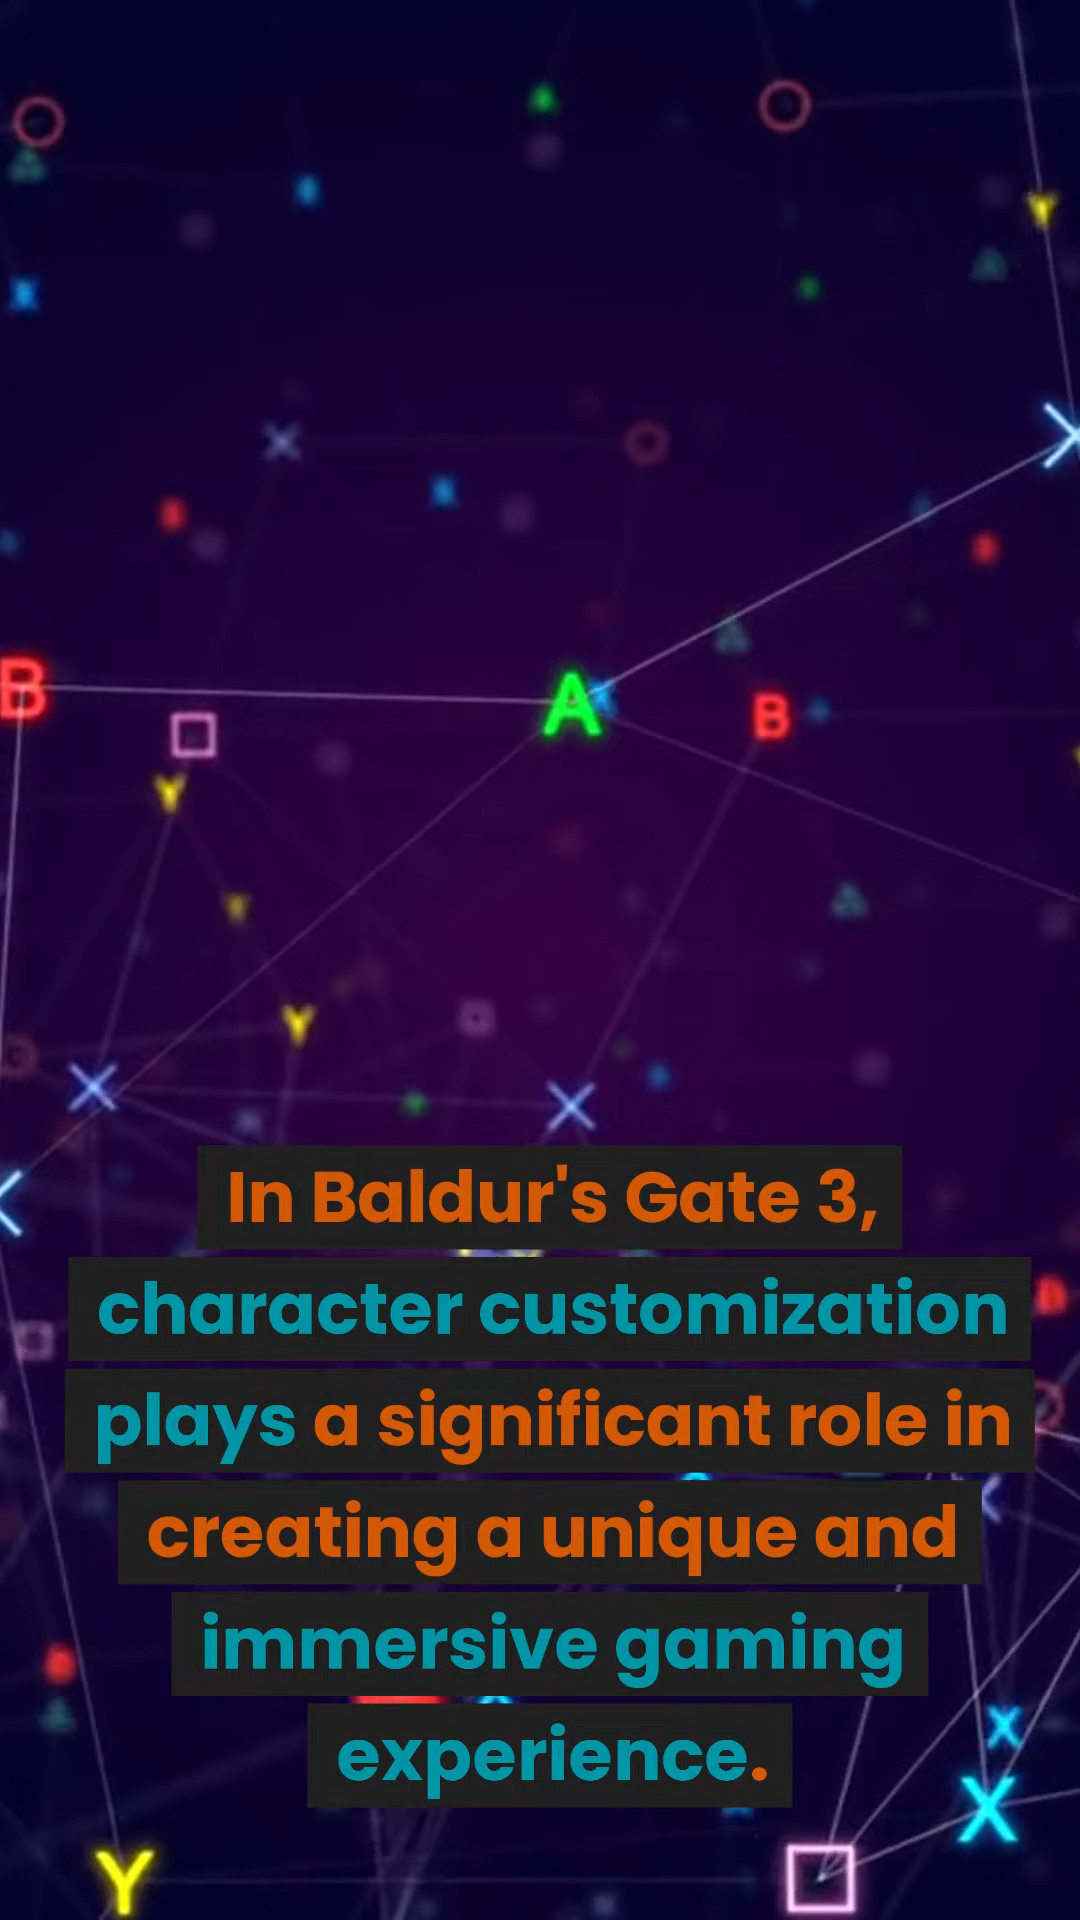 In Baldur's Gate 3,
character customization
plays a significant role in
creating a unique and
immersive gaming
experience.